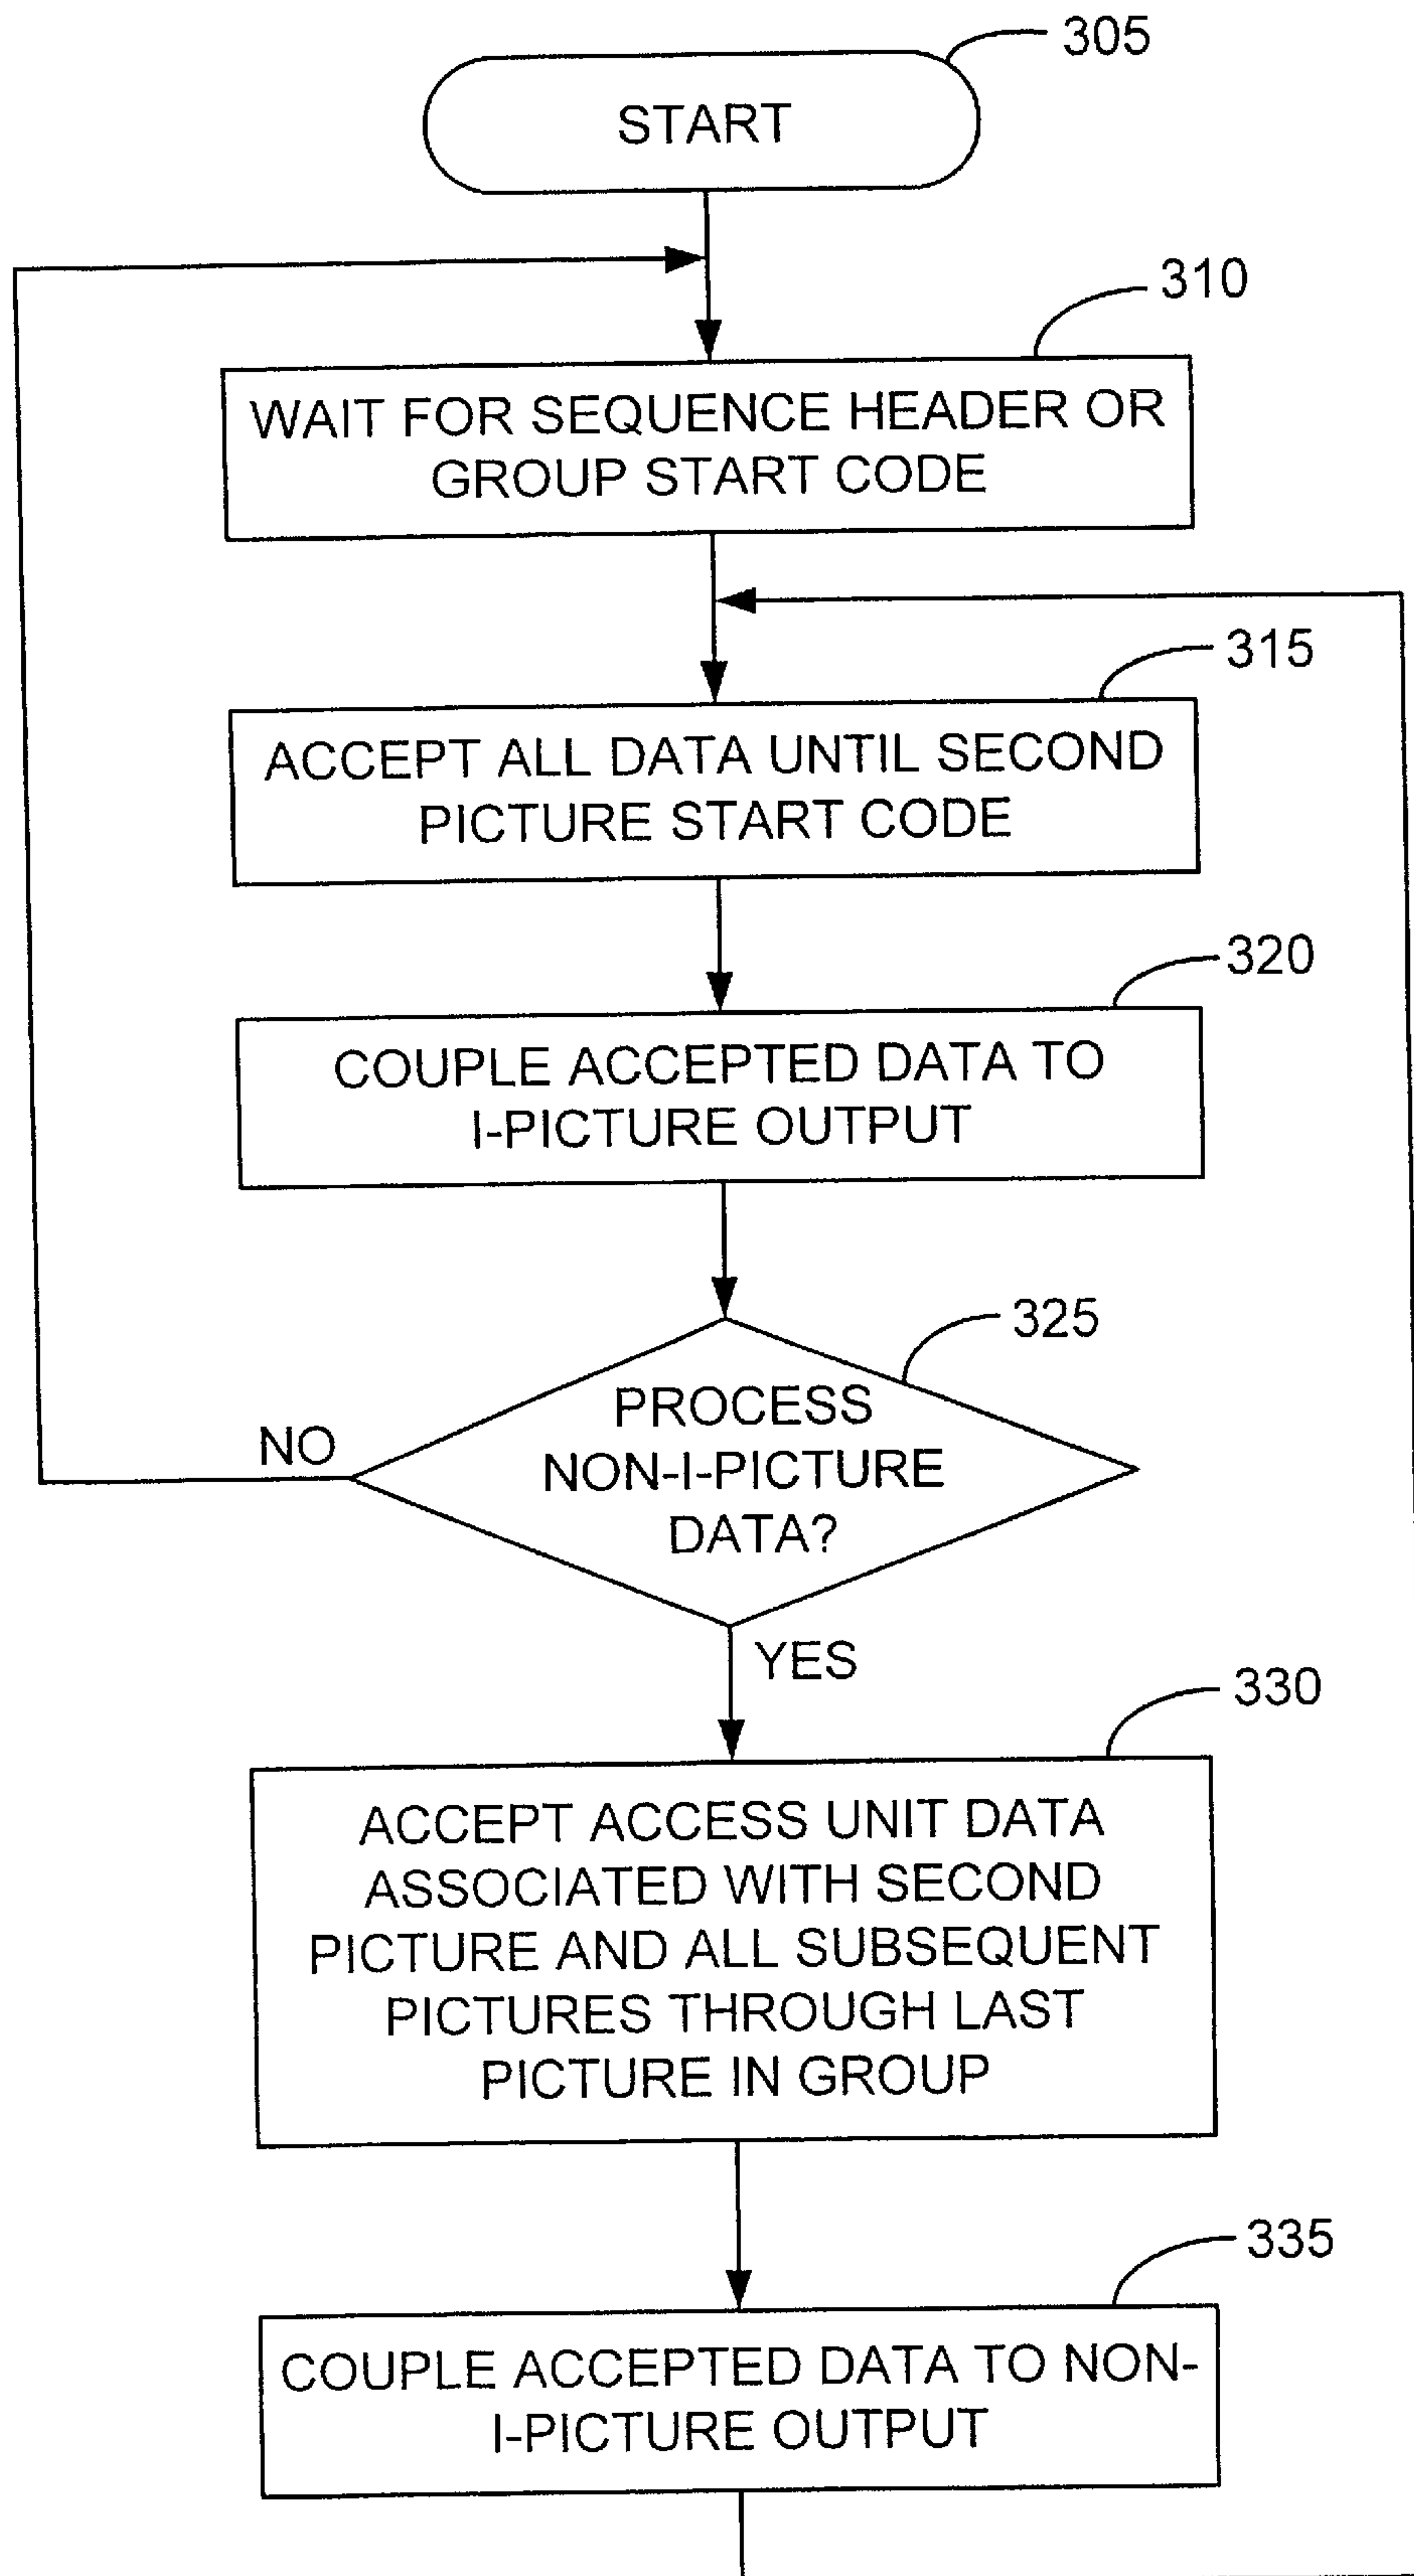 305
START
310
WAIT FOR SEQUENCE HEADER OR
GROUP START CODE
315
ACCEPT ALL DATA UNTIL SECOND
PICTURE START CODE
320
COUPLE ACCEPTED DATA TO
I-PICTURE OUTPUT
325
PROCESS
NON-I-PICTURE
DATA?
NO
YES
330
ACCEPT ACCESS UNIT DATA
ASSOCIATED WITH SECOND
PICTURE AND ALL SUBSEQUENT
PICTURES THROUGH LAST
PICTURE IN GROUP
335
COUPLE ACCEPTED DATA TO NON-
I-PICTURE OUTPUT